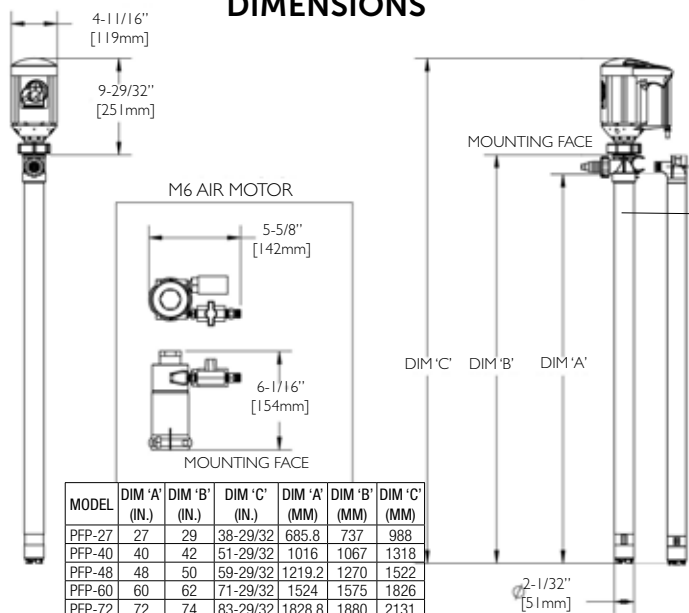 DIMENSIONS
4-11/16"
[119mm]
9-29/32"
[251mm]
MOUNTING FACE
M6 AIR MOTOR
5-5/8"
[142mm]
DIM 'C' DIM 'B' DIM 'A'
6-1/16"
[154mm]
MOUNTING FACE
MODEL DIM 'A' (IN.) DIM 'B' (IN.) DIM 'C' (IN.) DIM 'A' (MM) DIM 'B' (MM) DIM 'C' (MM)
PFP-27 27 29 38-29/32 685.8 737 988
PFP-40 40 42 51-29/32 1016 1067 1318
PFP-48 48 50 59-29/32 1219.2 1270 1522
PFP-60 60 62 71-29/32 1524 1575 1826
PFP-72 72 74 83-29/32 1828.8 1880 2131
Ø2-1/32"
[51mm]